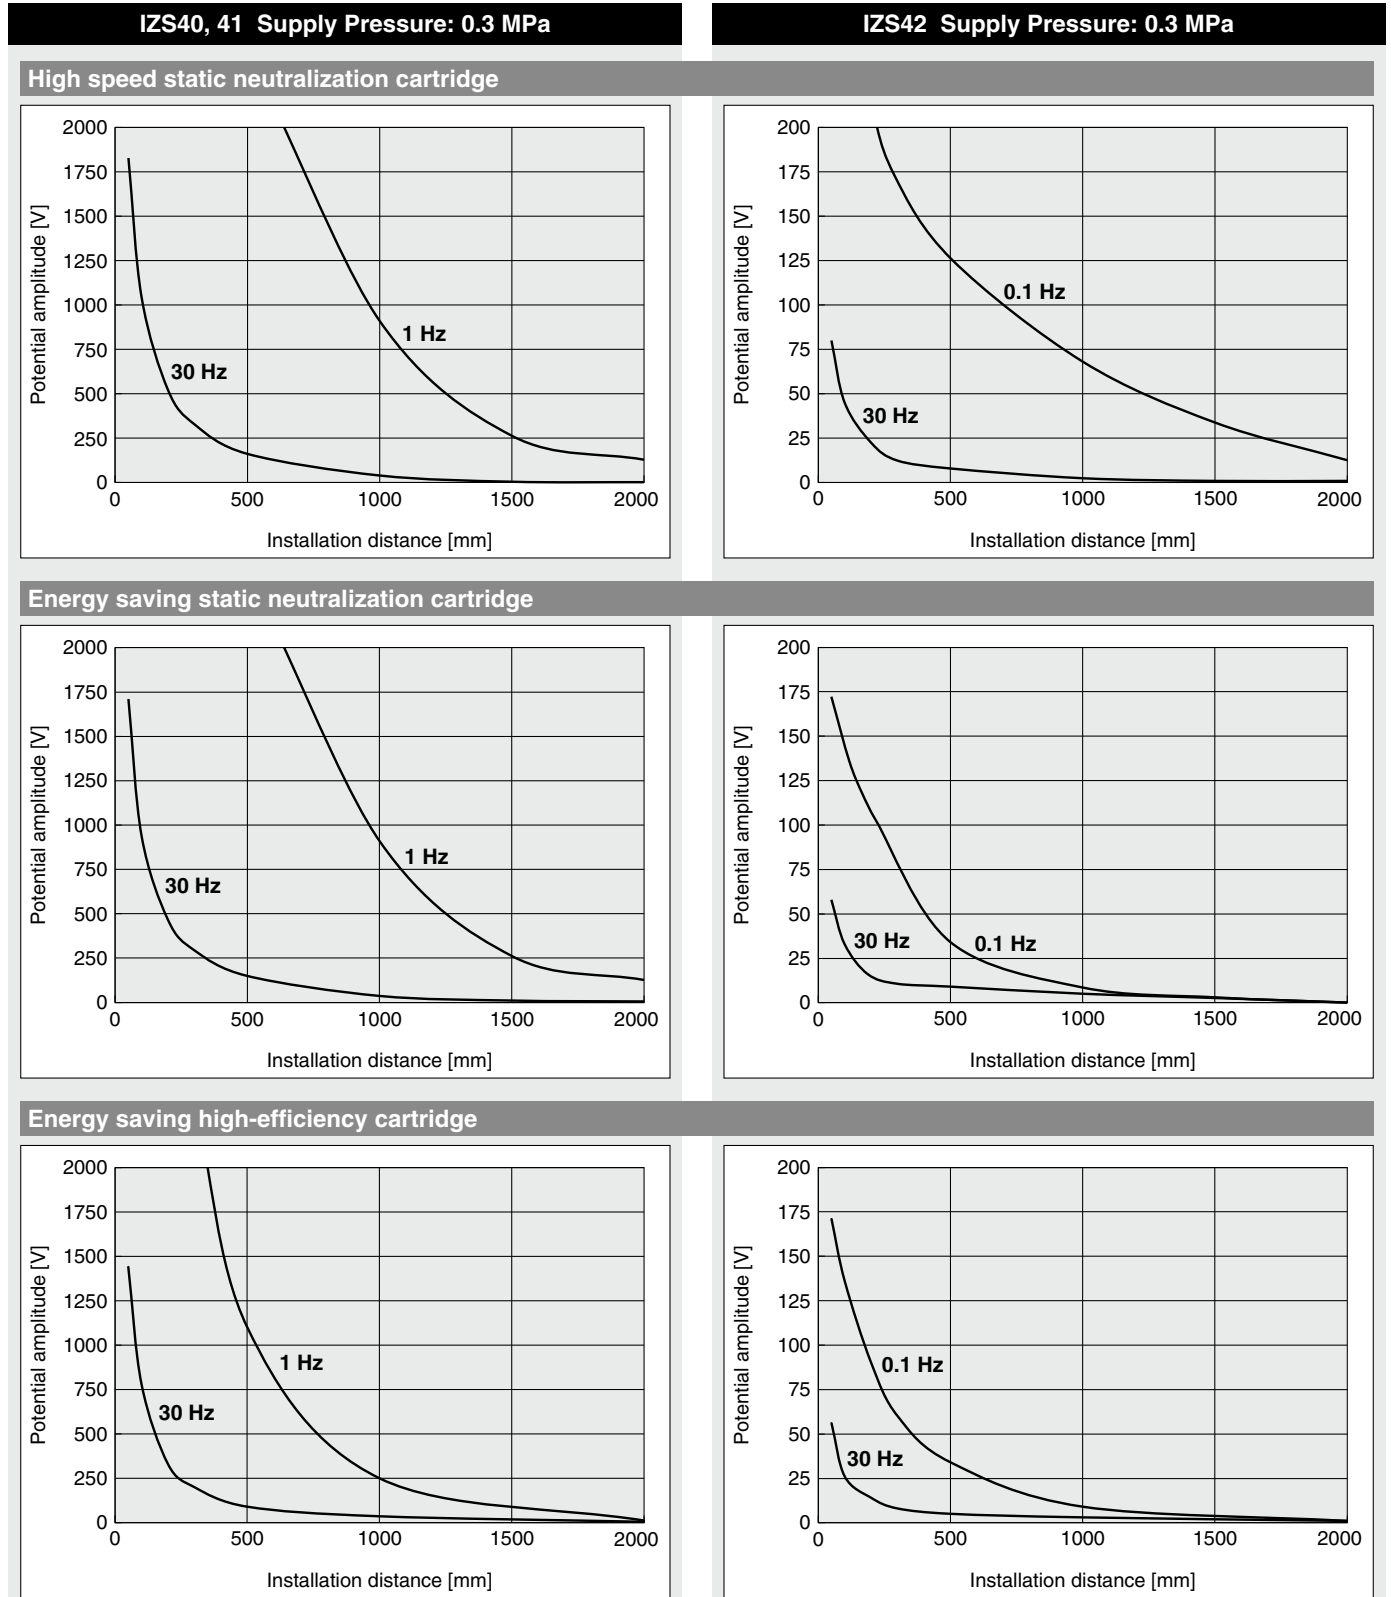 IZS40, 41 Supply Pressure: 0.3 MPa
IZS42 Supply Pressure: 0.3 MPa
High speed static neutralization cartridge
Potential amplitude [V]
2000
1750
1500
1250
1000
750
500
250
0
0 500 1000 1500 2000
Installation distance [mm]
30 Hz
1 Hz
Potential amplitude [V]
200
175
150
125
100
75
50
25
0
0 500 1000 1500 2000
Installation distance [mm]
0.1 Hz
30 Hz
Energy saving static neutralization cartridge
Potential amplitude [V]
2000
1750
1500
1250
1000
750
500
250
0
0 500 1000 1500 2000
Installation distance [mm]
30 Hz
1 Hz
Potential amplitude [V]
200
175
150
125
100
75
50
25
0
0 500 1000 1500 2000
Installation distance [mm]
30 Hz
0.1 Hz
Energy saving high-efficiency cartridge
Potential amplitude [V]
2000
1750
1500
1250
1000
750
500
250
0
0 500 1000 1500 2000
Installation distance [mm]
30 Hz
1 Hz
Potential amplitude [V]
200
175
150
125
100
75
50
25
0
0 500 1000 1500 2000
Installation distance [mm]
0.1 Hz
30 Hz